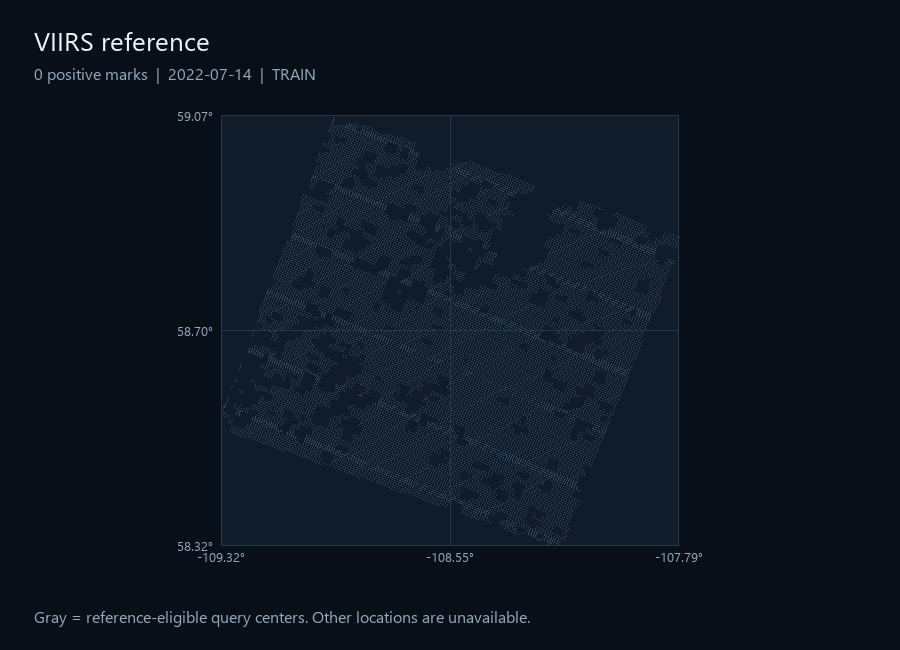 VIIRS reference
0 positive marks | 2022-07-14 | TRAIN
59.07°
58.70°
58.32°
-109.32°
-108.55°
-107.79°
Gray = reference-eligible query centers. Other locations are unavailable.